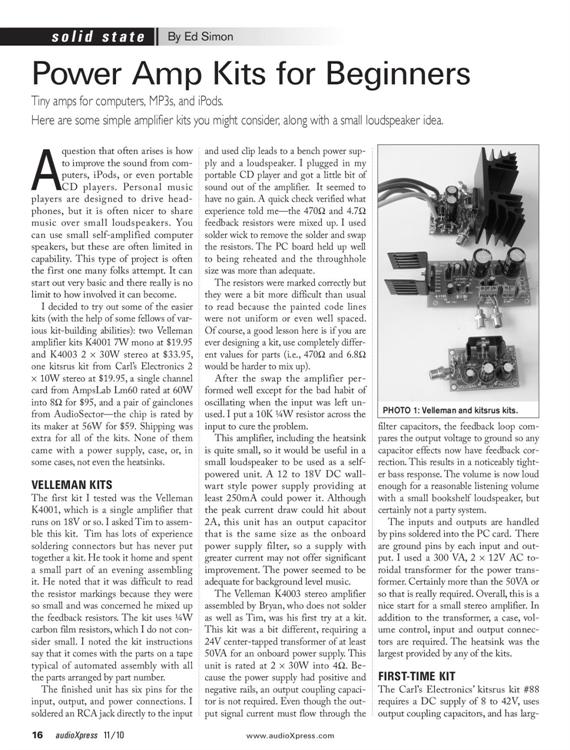 solid state By Ed Simon
Power Amp Kits for Beginners
Tiny amps for computers, MP3s, and iPods.
Here are some simple amplifier kits you might consider, along with a small loudspeaker idea.
A question that often arises is how
to improve the sound from com-
puters, iPods, or even portable
CD players. Personal music
players are designed to drive head-
phones, but it is often nicer to share
music over small loudspeakers. You
can use small self-amplified computer
speakers, but these are often limited in
capability. This type of project is often
the first one many folks attempt. It can
start out very basic and there really is no
limit to how involved it can become.
I decided to try out some of the easier
kits (with the help of some fellows of var-
ious kit-building abilities): two Velleman
amplifier kits K4001 7W mono at $19.95
and K4003 2 × 30W stereo at $33.95,
one kitsrus kit from Carl's Electronics 2
× 10W stereo at $19.95, a single channel
card from AmpsLab Lm60 rated at 60W
into 8Ω for $95, and a pair of gainclones
from AudioSector—the chip is rated by
its maker at 56W for $59. Shipping was
extra for all of the kits. None of them
came with a power supply, case, or, in
some cases, not even the heatsinks.
VELLEMAN KITS
The first kit I tested was the Velleman
K4001, which is a single amplifier that
runs on 18V or so. I asked Tim to assem-
ble this kit. Tim has lots of experience
soldering connectors but has never put
together a kit. He took it home and spent
a small part of an evening assembling
it. He noted that it was difficult to read
the resistor markings because they were
so small and was concerned he mixed up
the feedback resistors. The kit uses ¼W
carbon film resistors, which I do not con-
sider small. I noted the kit instructions
say that it comes with the parts on a tape
typical of automated assembly with all
the parts arranged by part number.
The finished unit has six pins for the
input, output, and power connections. I
soldered an RCA jack directly to the input
and used clip leads to a bench power sup-
ply and a loudspeaker. I plugged in my
portable CD player and got a little bit of
sound out of the amplifier. It seemed to
have no gain. A quick check verified what
experience told me—the 470Ω and 4.7Ω
feedback resistors were mixed up. I used
solder wick to remove the solder and swap
the resistors. The PC board held up well
to being reheated and the throughhole
size was more than adequate.
The resistors were marked correctly but
they were a bit more difficult than usual
to read because the painted code lines
were not uniform or even well spaced.
Of course, a good lesson here is if you are
ever designing a kit, use completely differ-
ent values for parts (i.e., 470Ω and 6.8Ω
would be harder to mix up).
After the swap the amplifier per-
formed well except for the bad habit of
oscillating when the input was left un-
used. I put a 10K ¼W resistor across the
input to cure the problem.
This amplifier, including the heatsink
is quite small, so it would be useful in a
small loudspeaker to be used as a self-
powered unit. A 12 to 18V DC wall-
wart style power supply providing at
least 250mA could power it. Although
the peak current draw could hit about
2A, this unit has an output capacitor
that is the same size as the onboard
power supply filter, so a supply with
greater current may not offer significant
improvement. The power seemed to be
adequate for background level music.
The Velleman K4003 stereo amplifier
assembled by Bryan, who does not solder
as well as Tim, was his first try at a kit.
This kit was a bit different, requiring a
24V center-tapped transformer of at least
50VA for an onboard power supply. This
unit is rated at 2 × 30W into 4Ω. Be-
cause the power supply had positive and
negative rails, an output coupling capaci-
tor is not required. Even though the out-
put signal current must flow through the
PHOTO 1: Velleman and kitsrus kits.
filter capacitors, the feedback loop com-
pares the output voltage to ground so any
capacitor effects now have feedback cor-
rection. This results in a noticeably tight-
er bass response. The volume is now loud
enough for a reasonable listening volume
with a small bookshelf loudspeaker, but
certainly not a party system.
The inputs and outputs are handled
by pins soldered into the PC card. There
are ground pins by each input and out-
put. I used a 300 VA, 2 × 12V AC to-
roidal transformer for the power trans-
former. Certainly more than the 50VA or
so that is really required. Overall, this is a
nice start for a small stereo amplifier. In
addition to the transformer, a case, vol-
ume control, input and output connec-
tors are required. The heatsink was the
largest provided by any of the kits.
FIRST-TIME KIT
The Carl's Electronics' kitsrus kit #88
requires a DC supply of 8 to 42V, uses
output coupling capacitors, and has larg-
16 audioXpress 11/10 www.audioXpress.com